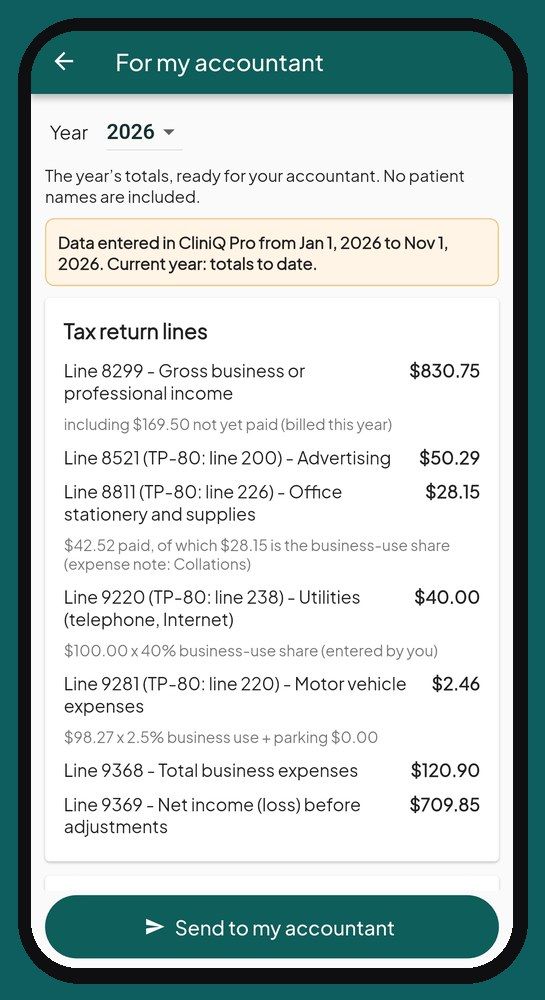 For my accountant
Year 2026
The year's totals, ready for your accountant. No patient
names are included.
Data entered in CliniQ Pro from Jan 1, 2026 to Nov 1,
2026. Current year: totals to date.
Tax return lines
Line 8299 - Gross business or $830.75
professional income
including $169.50 not yet paid (billed this year)
Line 8521 (TP-80: line 200) - Advertising $50.29
Line 8811 (TP-80: line 226) - Office $28.15
stationery and supplies
$42.52 paid, of which $28.15 is the business-use share
(expense note: Collations)
Line 9220 (TP-80: line 238) - Utilities $40.00
(telephone, Internet)
$100.00 x 40% business-use share (entered by you)
Line 9281 (TP-80: line 220) - Motor vehicle $2.46
expenses
$98.27 x 2.5% business use + parking $0.00
Line 9368 - Total business expenses $120.90
Line 9369 - Net income (loss) before $709.85
adjustments
Send to my accountant